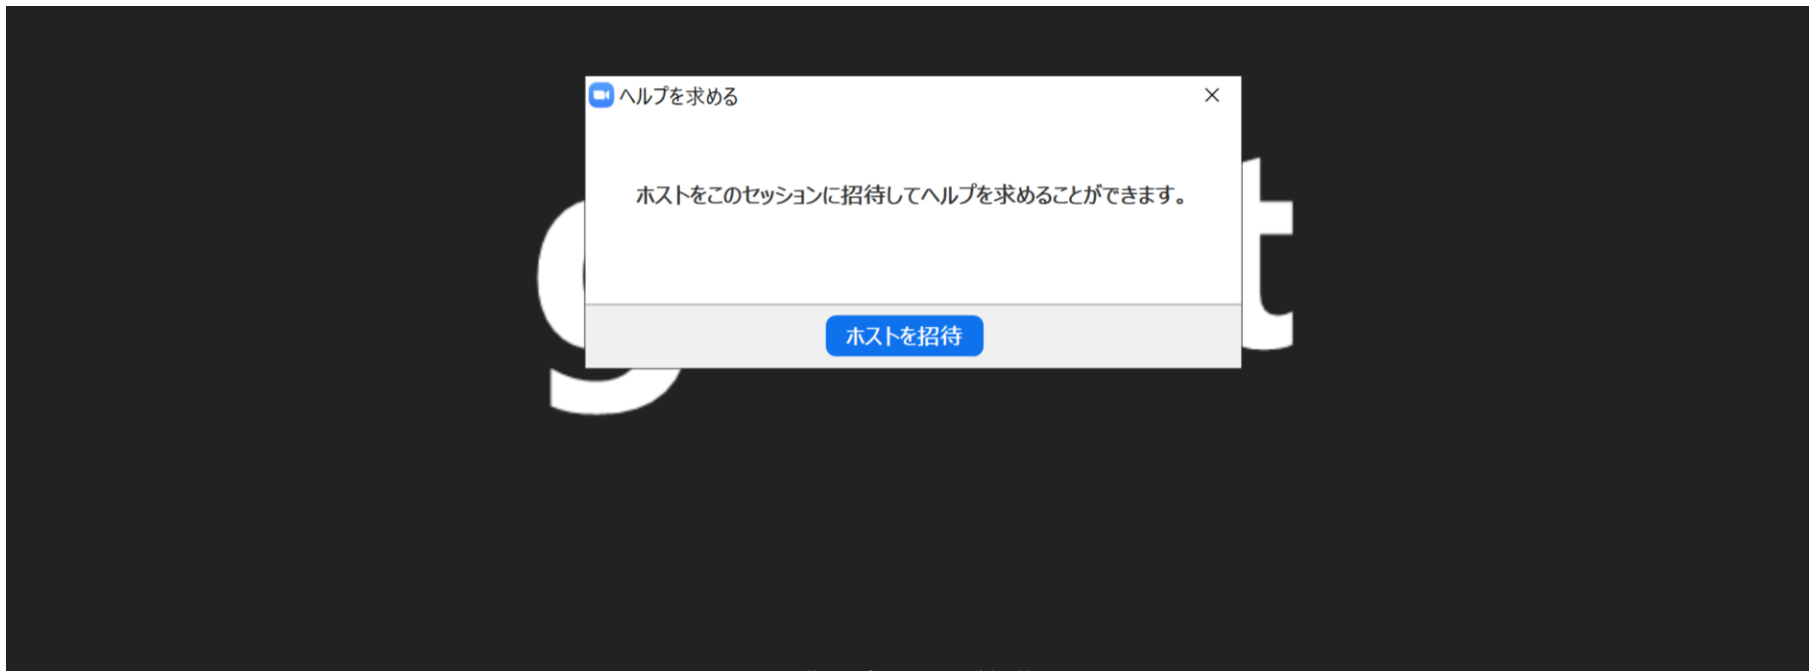 ヘルプを求める
ホストをこのセッションに招待してヘルプを求めることができます。
ホストを招待